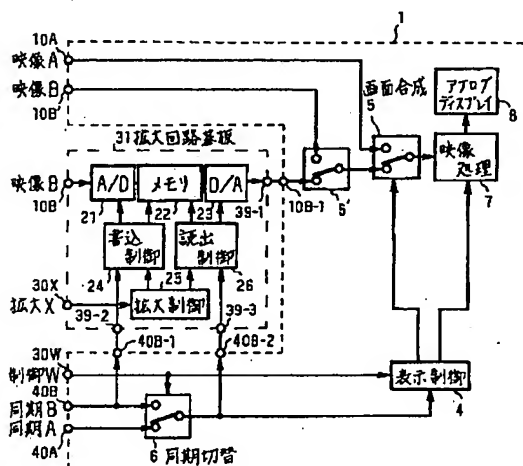 1
10A
映像A
映像B
10B
画面合成
5
アナログ
ディスプレイ
8
31拡大回路基板
映像B
10B
A/D
メモリ
D/A
21
22
23
39-1
10B-1
5'
映像
処理
7
書込
制御
24
読出
制御
26
25
拡大制御
30X
拡大X
39-2
39-3
40B-1
40B-2
30W
制御W
40B
同期B
同期A
40A
6 同期切替
表示制御
4